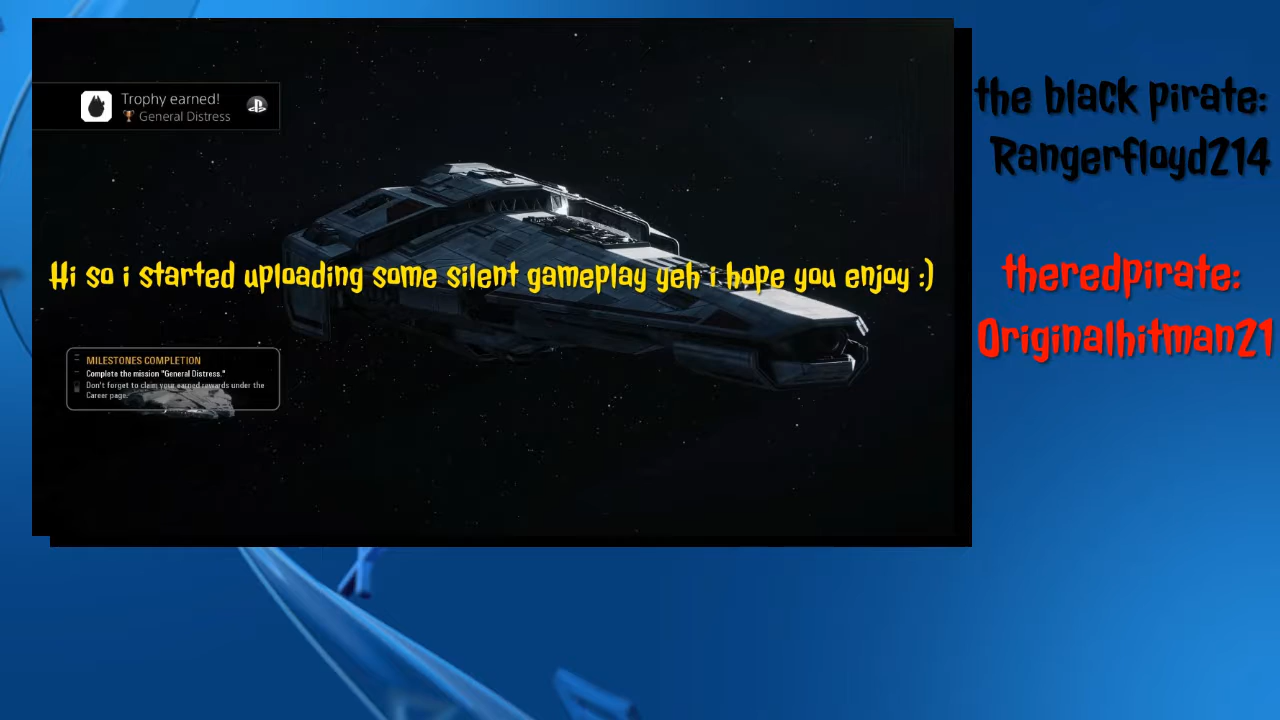 Trophy earned!
General Distress
Hi so i started uploading some silent gameplay yeh i hope you enjoy :)
MILESTONES COMPLETION
Complete the mission "General Distress."
Don't forget to claim your earned rewards under the
Career page.
the black pirate:
Rangerfloyd214
theredpirate:
Originalhitman21